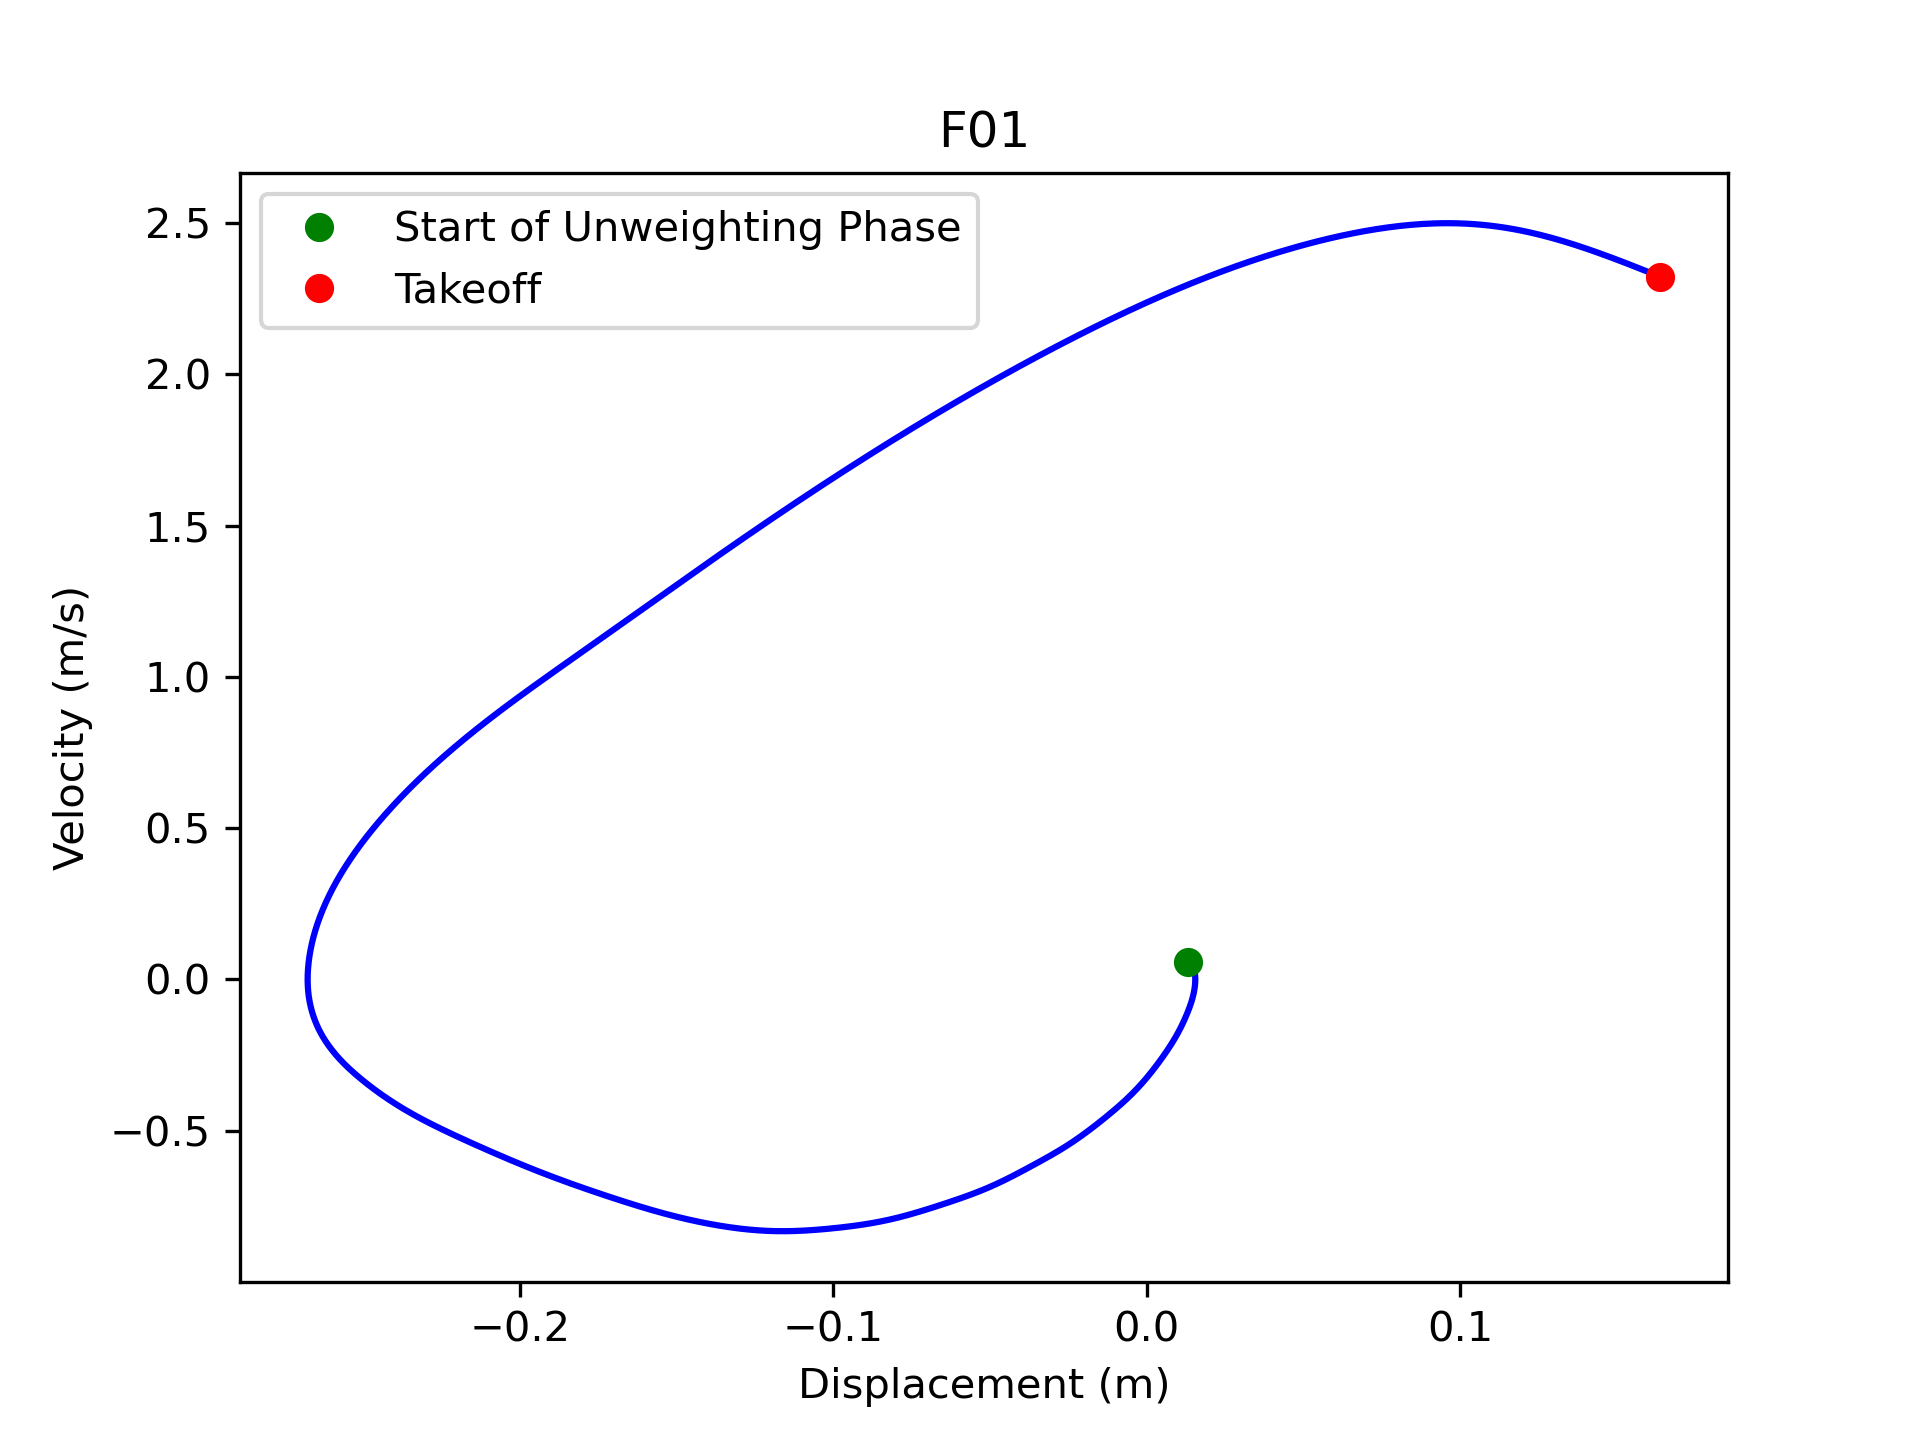 F01
Start of Unweighting Phase
Takeoff
2.5
2.0
1.5
1.0
0.5
0.0
−0.5
Velocity (m/s)
−0.2 −0.1 0.0 0.1
Displacement (m)